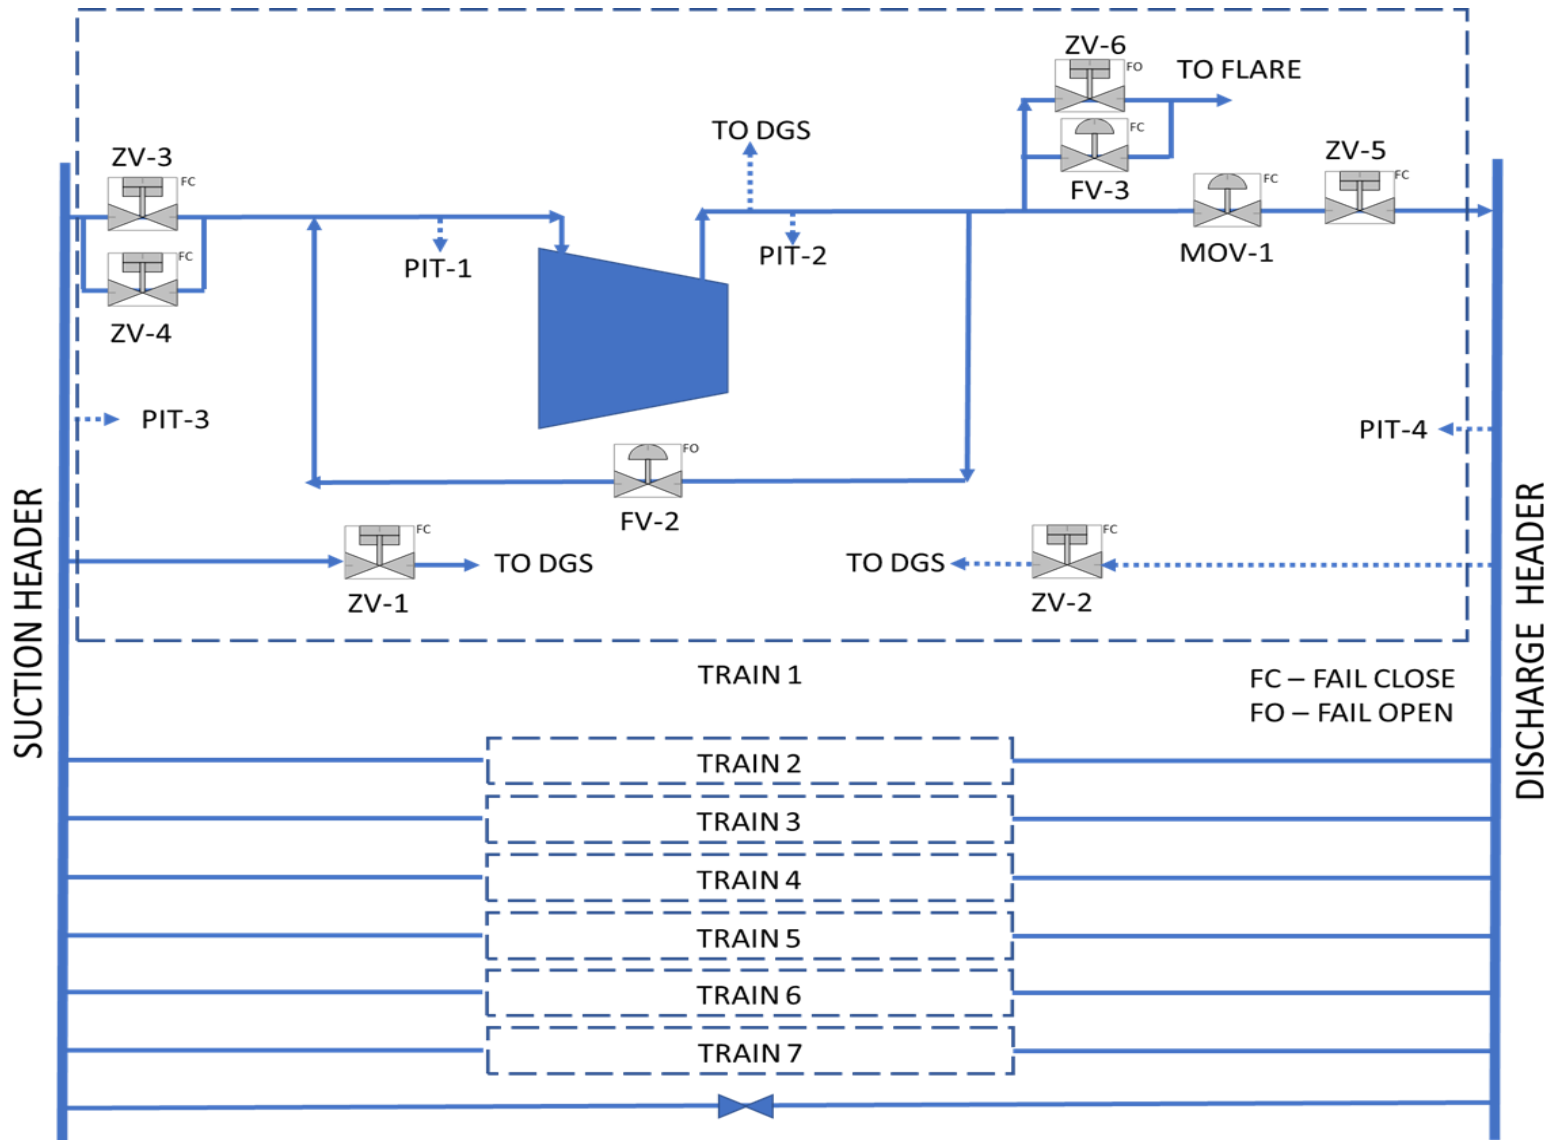 ZV-6
FO
TO FLARE
TO DGS
FC
ZV-3
FC
ZV-5
FC
FV-3
FC
MOV-1
PIT-1
PIT-2
FC
ZV-4
PIT-3
PIT-4
FO
FV-2
SUCTION HEADER
DISCHARGE HEADER
FC
TO DGS
ZV-1
TO DGS
FC
ZV-2
TRAIN 1
FC – FAIL CLOSE
FO – FAIL OPEN
TRAIN 2
TRAIN 3
TRAIN 4
TRAIN 5
TRAIN 6
TRAIN 7